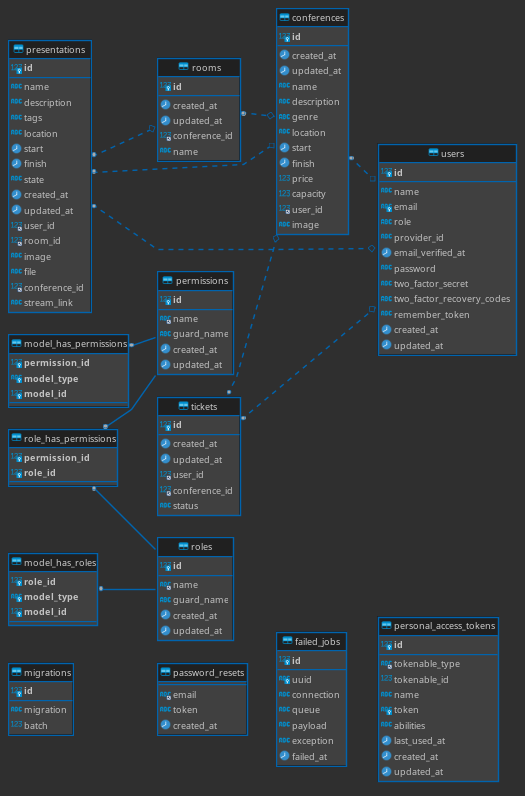 presentations
id
name
description
tags
location
start
finish
state
created_at
updated_at
user_id
room_id
image
file
conference_id
stream_link
rooms
id
created_at
updated_at
conference_id
name
conferences
id
created_at
updated_at
name
description
genre
location
start
finish
price
capacity
user_id
image
users
id
name
email
role
provider_id
email_verified_at
password
two_factor_secret
two_factor_recovery_codes
remember_token
created_at
updated_at
permissions
id
name
guard_name
created_at
updated_at
model_has_permissions
permission_id
model_type
model_id
tickets
id
created_at
updated_at
user_id
conference_id
status
role_has_permissions
permission_id
role_id
roles
id
name
guard_name
created_at
updated_at
model_has_roles
role_id
model_type
model_id
migrations
id
migration
batch
password_resets
email
token
created_at
failed_jobs
id
uuid
connection
queue
payload
exception
failed_at
personal_access_tokens
id
tokenable_type
tokenable_id
name
token
abilities
last_used_at
created_at
updated_at